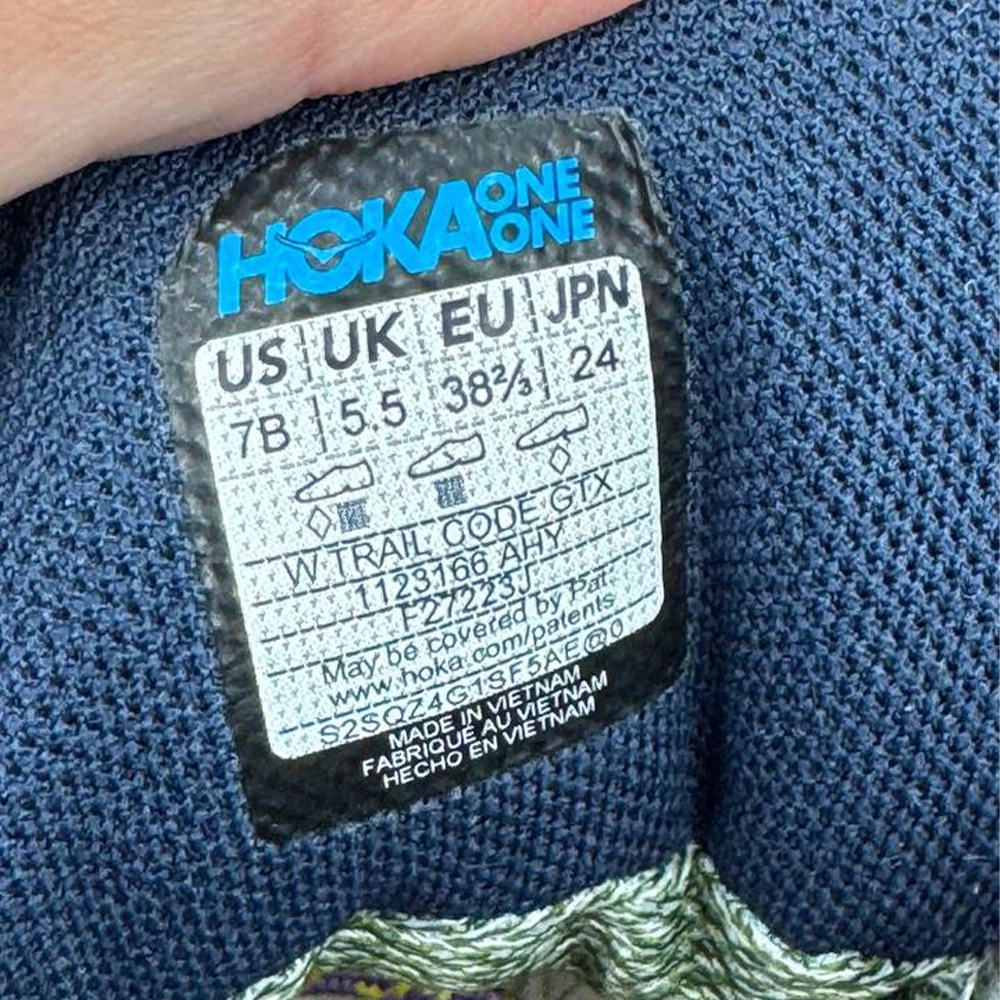 HOKA ONE ONE
US UK EU JPN
7B 5.5 38⅔ 24
W TRAIL CODE GTX
1123166 AHY
F27223J
May be covered by Pat.
www.hoka.com/patents
S2SQZ4G1SF5AE@0
MADE IN VIETNAM
FABRIQUÉ AU VIETNAM
HECHO EN VIETNAM